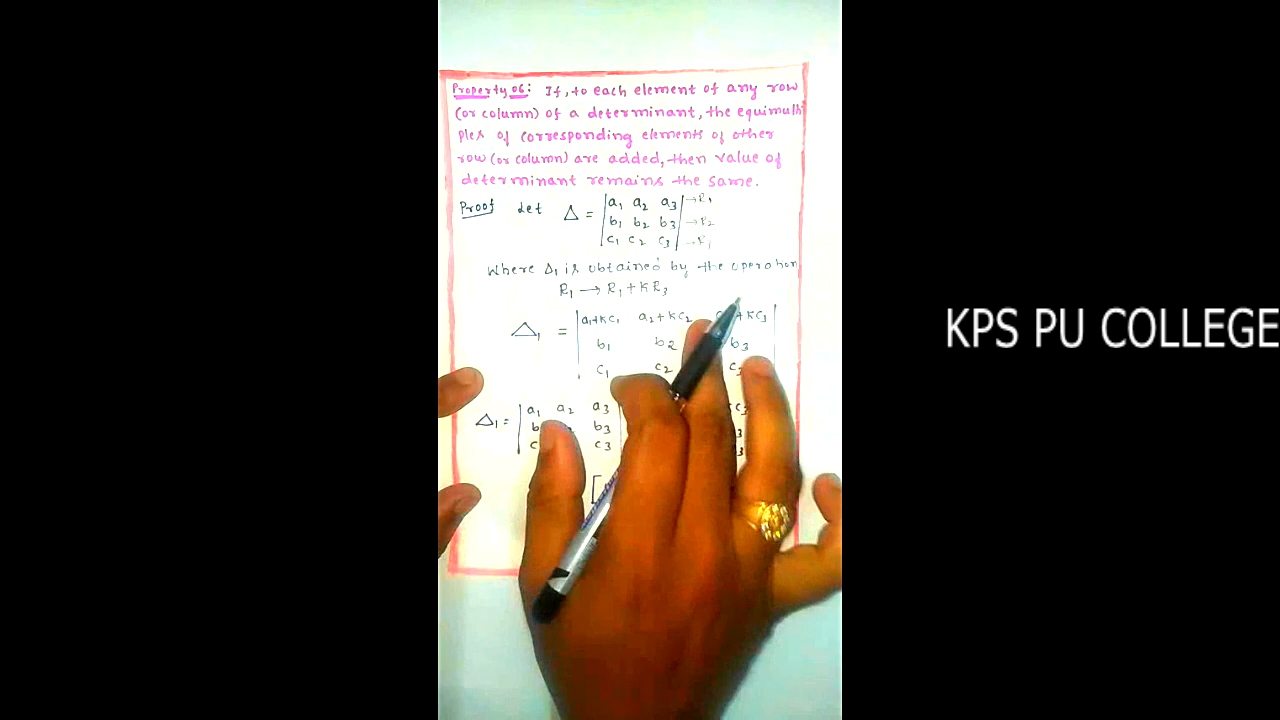 Property 06: If, to each element of any row
(or column) of a determinant, the equimulti
ples of corresponding elements of other
row (or column) are added, then value of
determinant remains the same.
Proof Let Δ = | a1 a2 a3 | → R1
| b1 b2 b3 | → R2
| c1 c2 c3 |
Where Δ1 is obtained by the operation
R1 → R1 + KR3
Δ1 = | a1+Kc1 a2+Kc2 +Kc3 |
b1 b2 b3
c1 c2
Δ1 = | a1 a2 a3 | c3
b3
c3
[
KPS PU COLLEGE